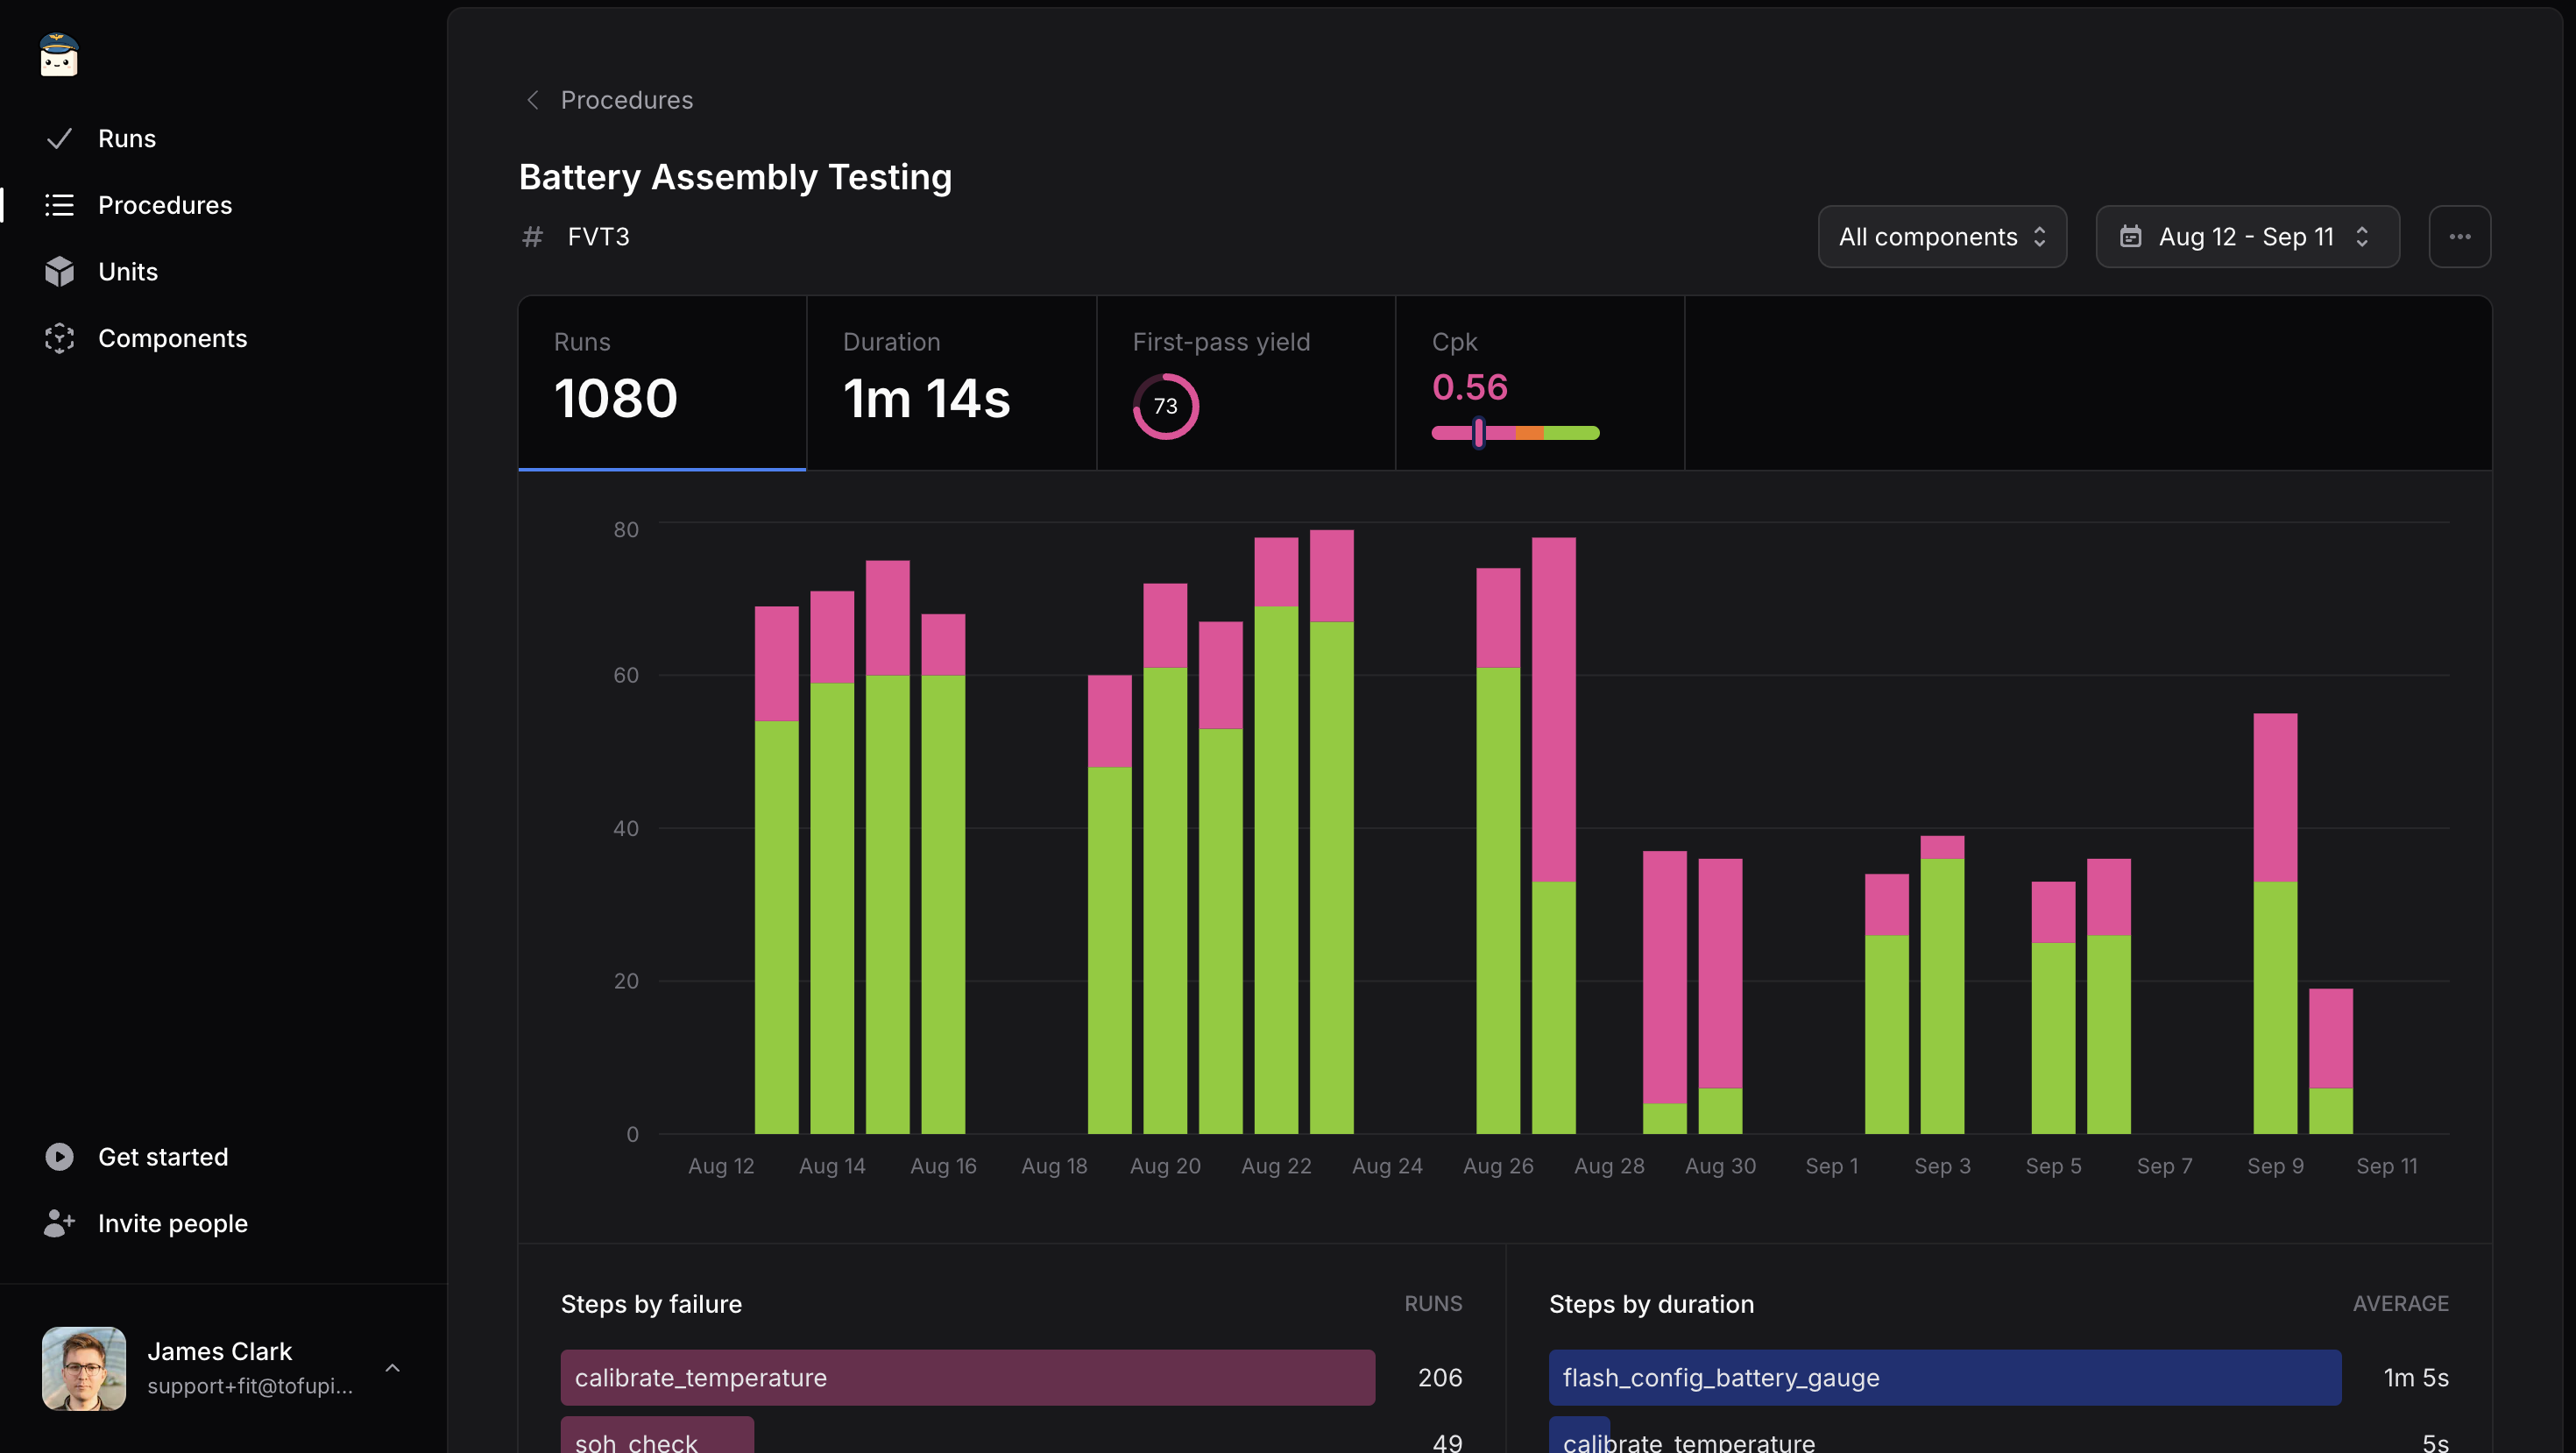 Runs
Procedures
Units
Components
Get started
Invite people
James Clark
support+fit@tofupi...
Procedures
Battery Assembly Testing
# FVT3
All components
Aug 12 - Sep 11
Runs
1080
Duration
1m 14s
First-pass yield
73
Cpk
0.56
80
60
40
20
0
Aug 12 Aug 14 Aug 16 Aug 18 Aug 20 Aug 22 Aug 24 Aug 26 Aug 28 Aug 30 Sep 1 Sep 3 Sep 5 Sep 7 Sep 9 Sep 11
Steps by failure RUNS
calibrate_temperature 206
soh_check 49
Steps by duration AVERAGE
flash_config_battery_gauge 1m 5s
calibrate_temperature 5s